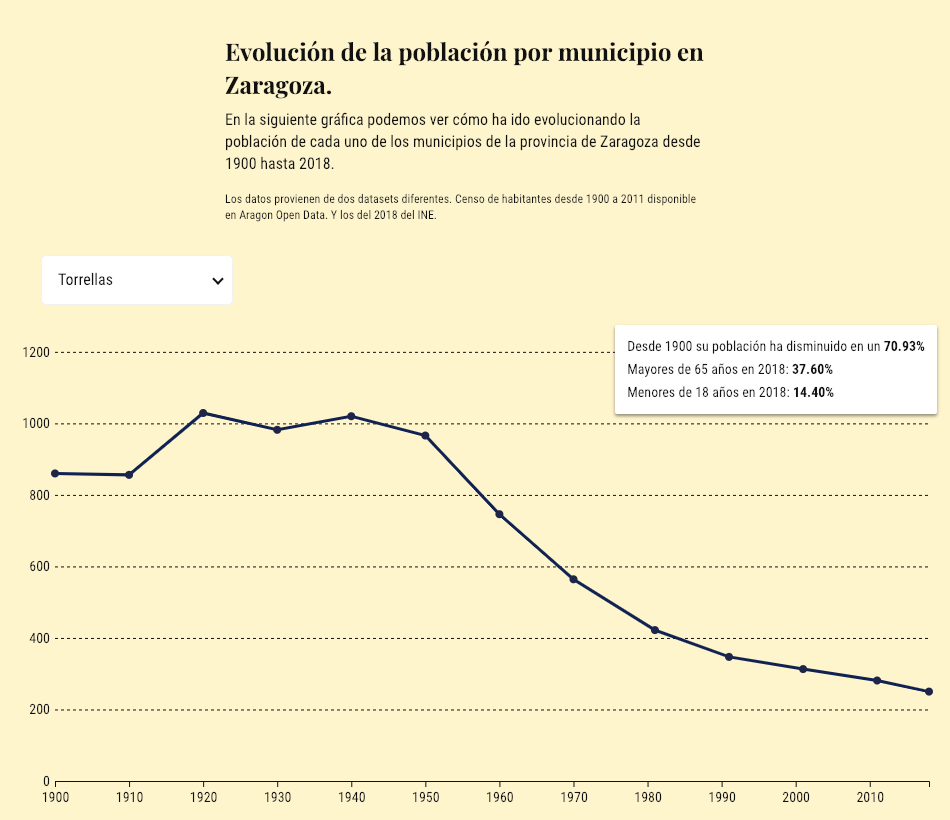 Evolución de la población por municipio en
Zaragoza.
En la siguiente gráfica podemos ver cómo ha ido evolucionando la
población de cada uno de los municipios de la provincia de Zaragoza desde
1900 hasta 2018.
Los datos provienen de dos datasets diferentes. Censo de habitantes desde 1900 a 2011 disponible
en Aragon Open Data. Y los del 2018 del INE.
Torrellas
Desde 1900 su población ha disminuido en un 70.93%
Mayores de 65 años en 2018: 37.60%
Menores de 18 años en 2018: 14.40%
1200
1000
800
600
400
200
0
1900 1910 1920 1930 1940 1950 1960 1970 1980 1990 2000 2010